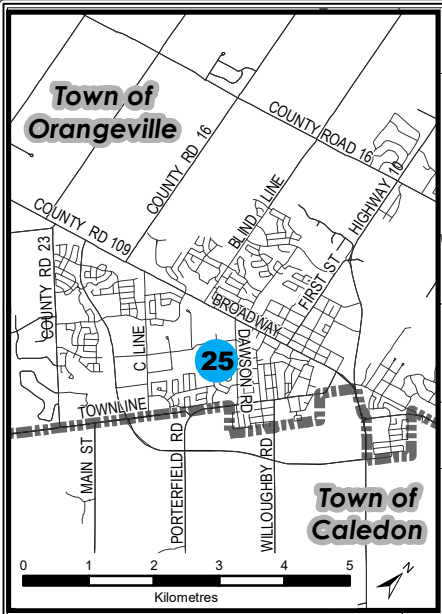 Town of
Orangeville
COUNTY ROAD 16
COUNTY RD 16
HIGHWAY 10
BLIND LINE
COUNTY RD 109
FIRST ST
COUNTY RD 23
BROADWAY
C LINE
DAWSON RD
25
TOWNLINE
MAIN ST
PORTERFIELD RD
WILLOUGHBY RD
Town of
Caledon
0 1 2 3 4 5
Kilometres
N